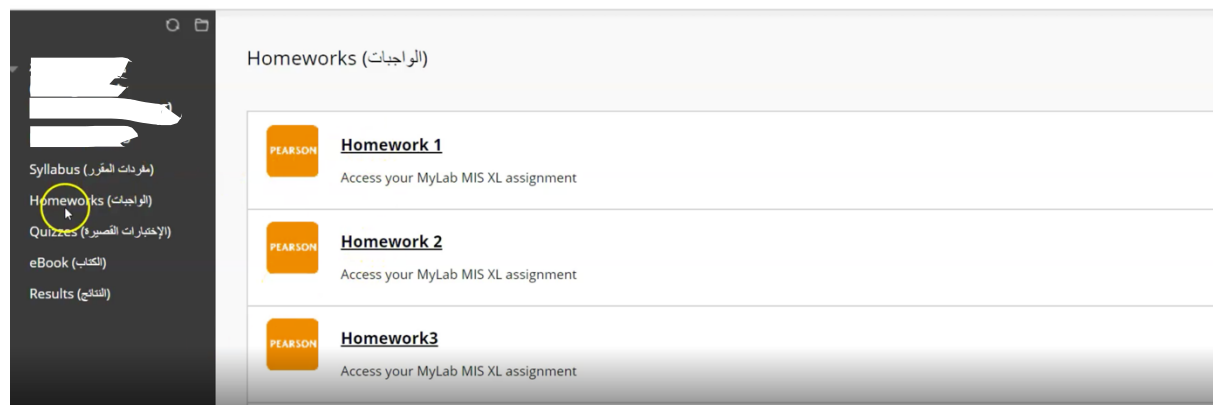 Homeworks (الواجبات)
Syllabus (مفردات المقرر)
Homeworks (الواجبات)
Quizzes (الإختبارات القصيرة)
eBook (الكتاب)
Results (النتائج)
PEARSON
Homework 1
Access your MyLab MIS XL assignment
PEARSON
Homework 2
Access your MyLab MIS XL assignment
PEARSON
Homework3
Access your MyLab MIS XL assignment